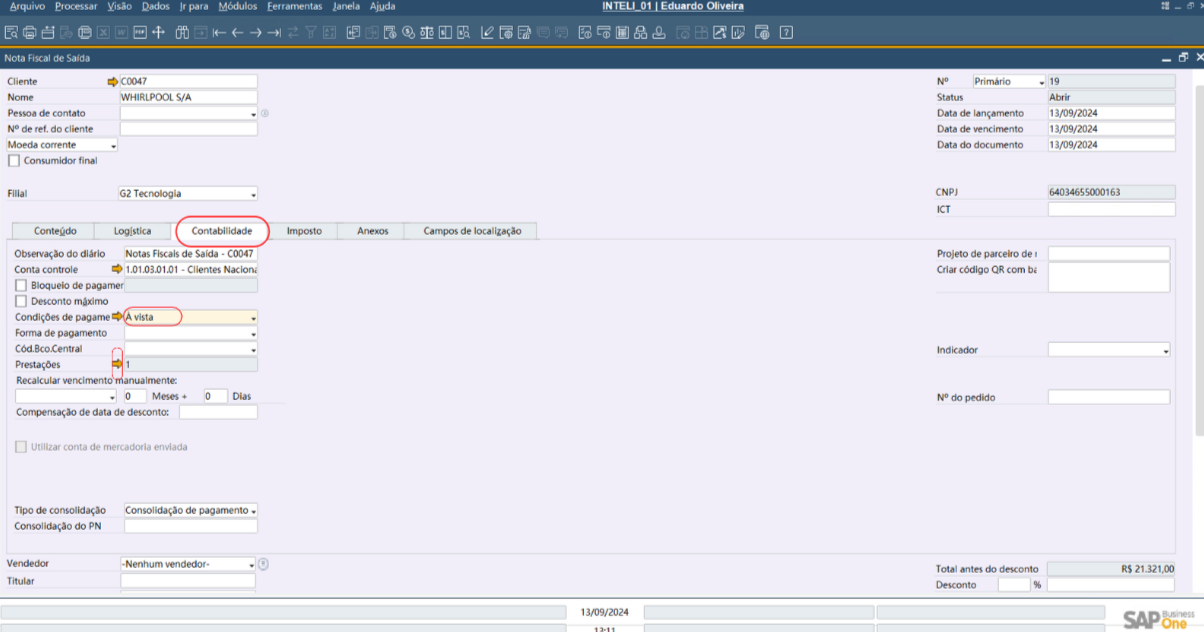 Arquivo Processar Visão Dados Ir para Módulos Ferramentas Janela Ajuda INTELI_01 | Eduardo Oliveira
Nota Fiscal de Saída
Cliente C0047
Nome WHIRLPOOL S/A
Pessoa de contato
Nº de ref. do cliente
Moeda corrente
Consumidor final
Filial G2 Tecnologia
Nº Primário 19
Status Abrir
Data de lançamento 13/09/2024
Data de vencimento 13/09/2024
Data do documento 13/09/2024
CNPJ 64034655000163
ICT
Conteúdo Logística Contabilidade Imposto Anexos Campos de localização
Observação do diário Notas Fiscais de Saída - C0047
Conta controle 1.01.03.01.01 - Clientes Naciona
Bloqueio de pagamer
Desconto máximo
Condições de pagame À vista
Forma de pagamento
Cód.Bco.Central
Prestações 1
Recalcular vencimento manualmente:
0 Meses + 0 Dias
Compensação de data de desconto:
Utilizar conta de mercadoria enviada
Tipo de consolidação Consolidação de pagamento
Consolidação do PN
Projeto de parceiro de r
Criar código QR com ba
Indicador
Nº do pedido
Vendedor -Nenhum vendedor-
Titular
Total antes do desconto R$ 21.321,00
Desconto %
13/09/2024
13:11
SAP Business One